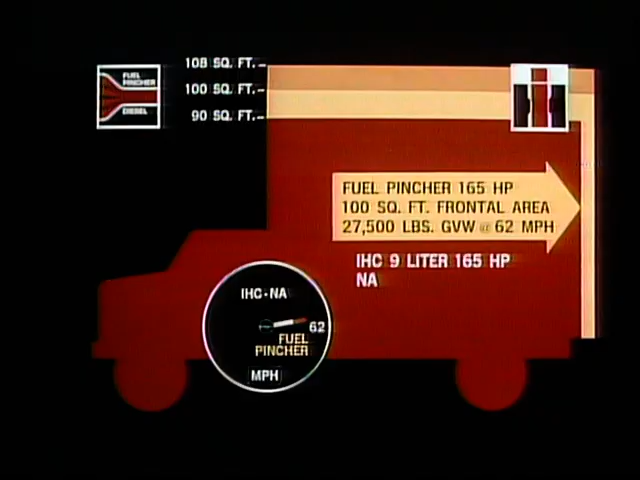 FUEL
PINCHER
DIESEL
108 SQ. FT.
100 SQ. FT.
90 SQ. FT.
FUEL PINCHER 165 HP
100 SQ. FT. FRONTAL AREA
27,500 LBS. GVW @ 62 MPH
IHC 9 LITER 165 HP
NA
IHC-NA
62
FUEL
PINCHER
MPH